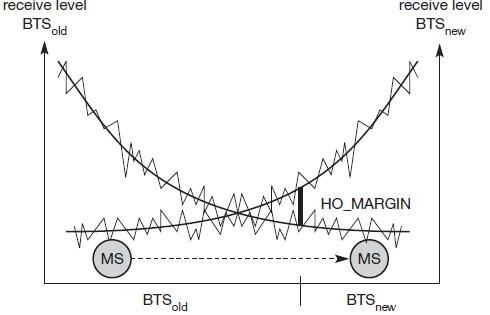 receive level
BTSold
receive level
BTSnew
HO_MARGIN
MS
MS
BTSold
BTSnew